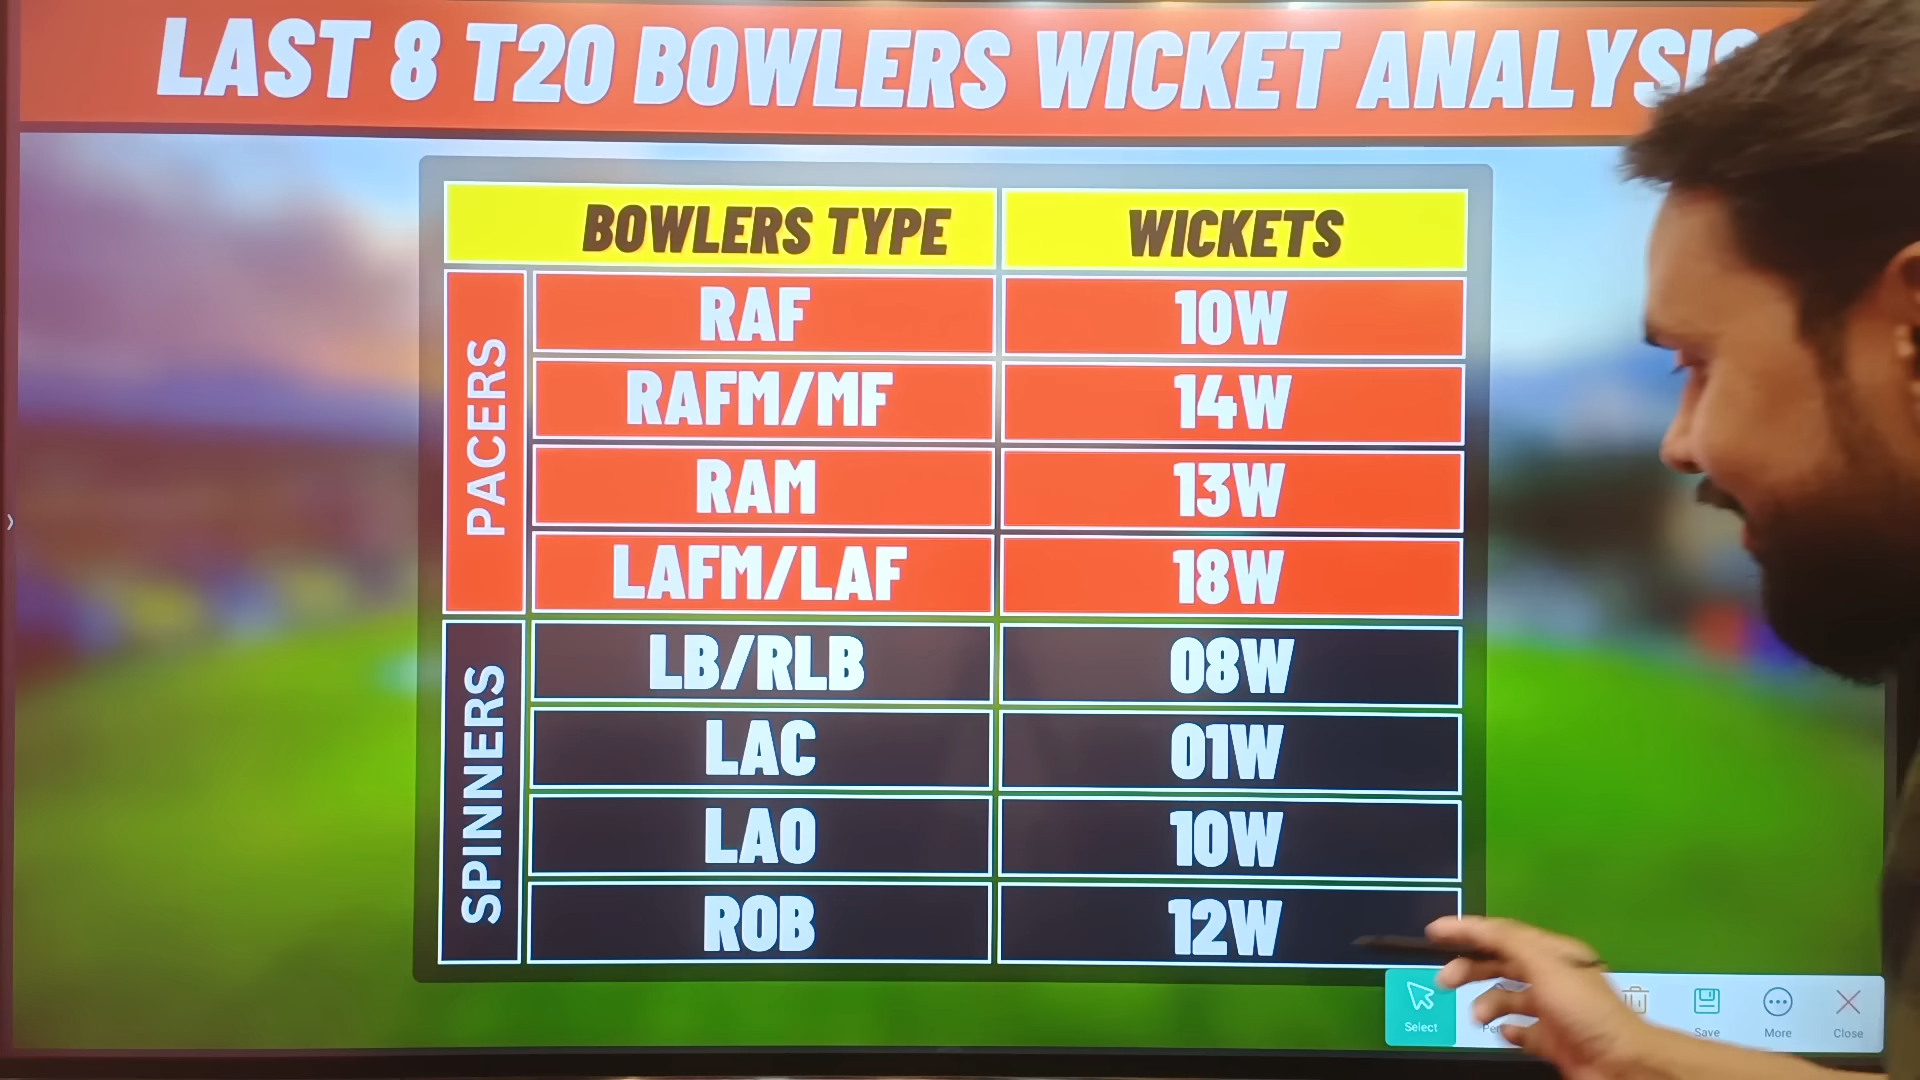 LAST 8 T20 BOWLERS WICKET ANALYSIS
BOWLERS TYPE WICKETS
PACERS
RAF 10W
RAFM/MF 14W
RAM 13W
LAFM/LAF 18W
SPINNERS
LB/RLB 08W
LAC 01W
LAO 10W
ROB 12W
Select Save More Close